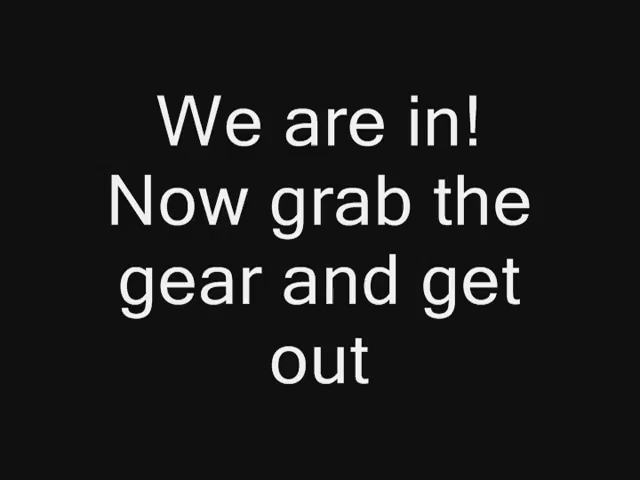 We are in!
Now grab the
gear and get
out